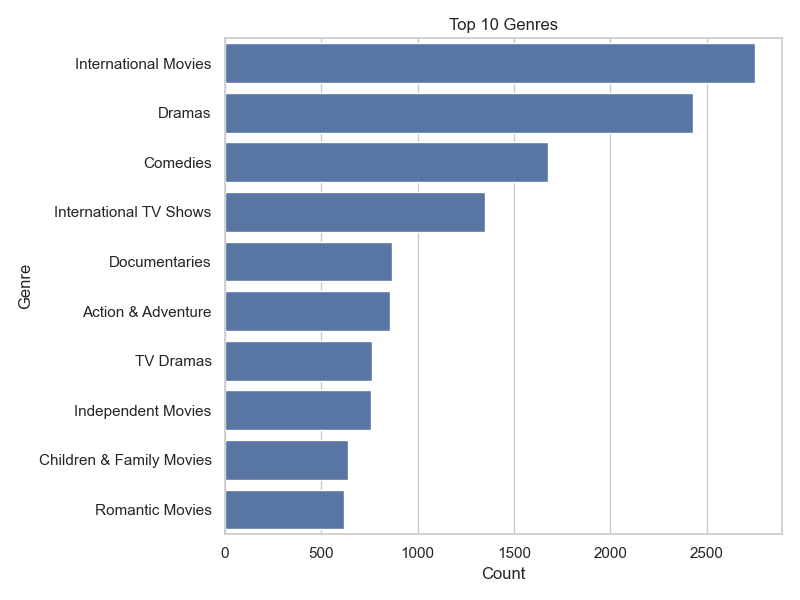 Top 10 Genres
International Movies
Dramas
Comedies
International TV Shows
Documentaries
Action & Adventure
TV Dramas
Independent Movies
Children & Family Movies
Romantic Movies
Genre
0 500 1000 1500 2000 2500
Count